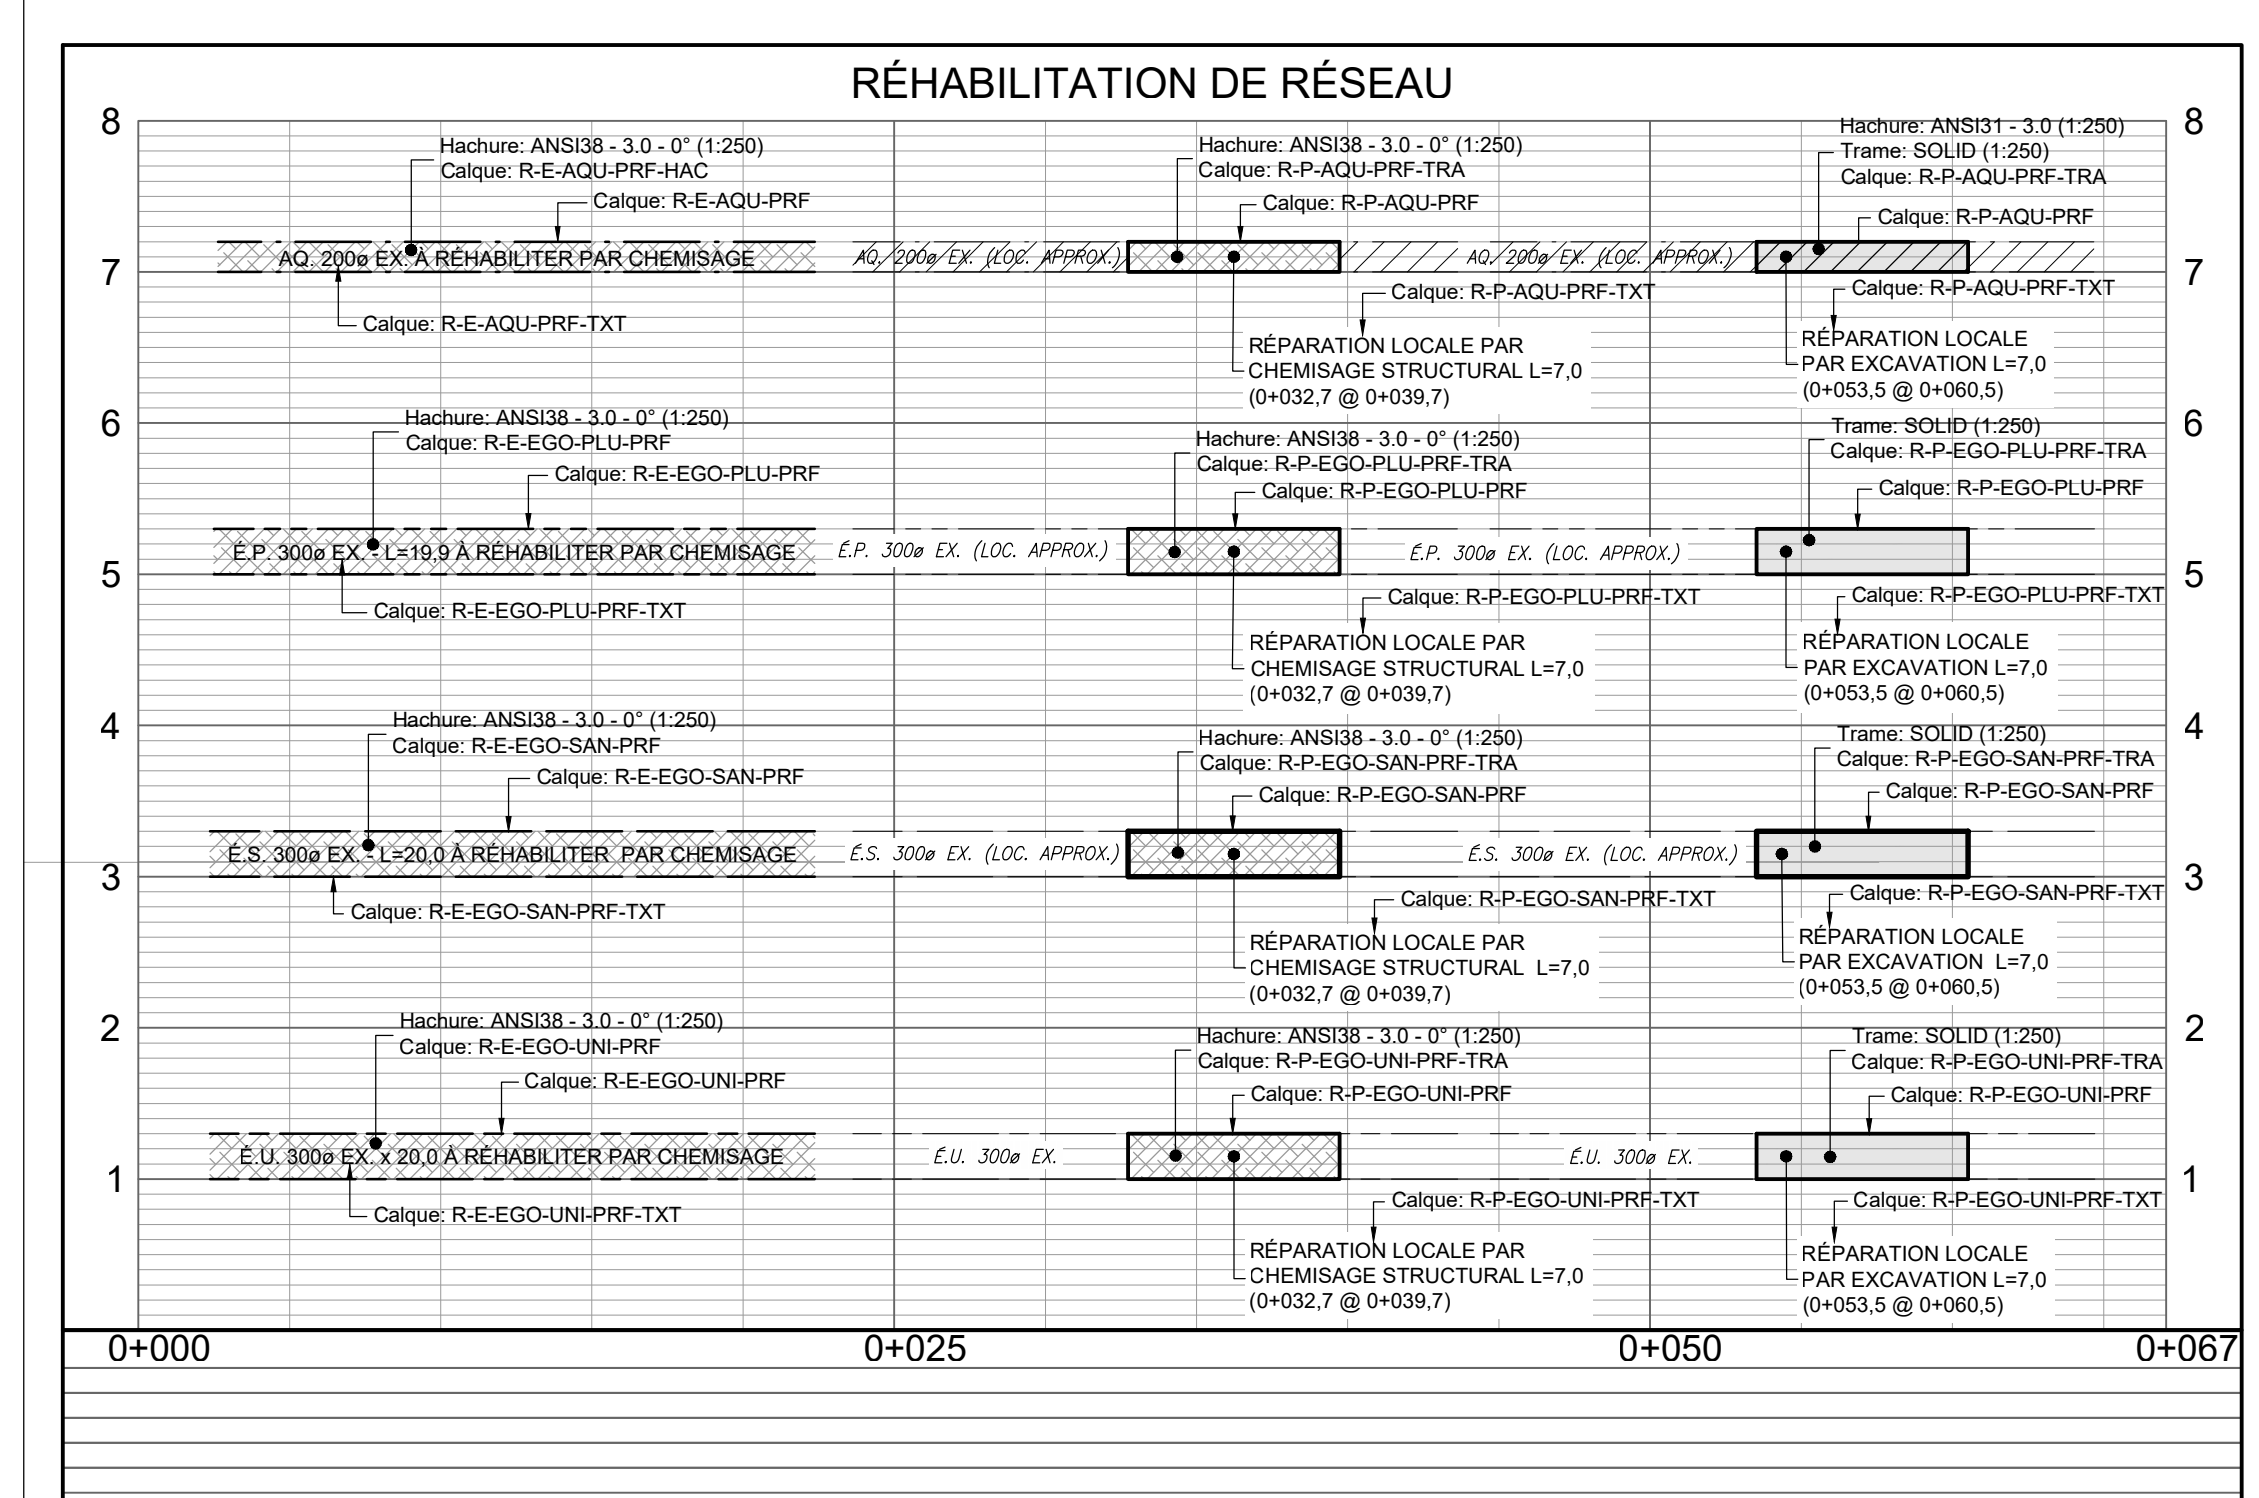 RÉHABILITATION DE RÉSEAU
8
8
Hachure: ANSI38 - 3.0 - 0° (1:250)
Calque: R-E-AQU-PRF-HAC
Calque: R-E-AQU-PRF
AQ. 200ø EX. À RÉHABILITER PAR CHEMISAGE
Calque: R-E-AQU-PRF-TXT
AQ. 200ø EX. (LOC. APPROX.)
Hachure: ANSI38 - 3.0 - 0° (1:250)
Calque: R-P-AQU-PRF-TRA
Calque: R-P-AQU-PRF
Calque: R-P-AQU-PRF-TXT
RÉPARATION LOCALE PAR
CHEMISAGE STRUCTURAL L=7,0
(0+032,7 @ 0+039,7)
AQ. 200ø EX. (LOC. APPROX.)
Hachure: ANSI31 - 3.0 (1:250)
Trame: SOLID (1:250)
Calque: R-P-AQU-PRF-TRA
Calque: R-P-AQU-PRF
Calque: R-P-AQU-PRF-TXT
RÉPARATION LOCALE
PAR EXCAVATION L=7,0
(0+053,5 @ 0+060,5)
7
7
6
6
Hachure: ANSI38 - 3.0 - 0° (1:250)
Calque: R-E-EGO-PLU-PRF
Calque: R-E-EGO-PLU-PRF
É.P. 300ø EX. - L=19,9 À RÉHABILITER PAR CHEMISAGE
Calque: R-E-EGO-PLU-PRF-TXT
É.P. 300ø EX. (LOC. APPROX.)
Hachure: ANSI38 - 3.0 - 0° (1:250)
Calque: R-P-EGO-PLU-PRF-TRA
Calque: R-P-EGO-PLU-PRF
Calque: R-P-EGO-PLU-PRF-TXT
RÉPARATION LOCALE PAR
CHEMISAGE STRUCTURAL L=7,0
(0+032,7 @ 0+039,7)
É.P. 300ø EX. (LOC. APPROX.)
Trame: SOLID (1:250)
Calque: R-P-EGO-PLU-PRF-TRA
Calque: R-P-EGO-PLU-PRF
Calque: R-P-EGO-PLU-PRF-TXT
RÉPARATION LOCALE
PAR EXCAVATION L=7,0
(0+053,5 @ 0+060,5)
5
5
4
4
Hachure: ANSI38 - 3.0 - 0° (1:250)
Calque: R-E-EGO-SAN-PRF
Calque: R-E-EGO-SAN-PRF
É.S. 300ø EX. - L=20,0 À RÉHABILITER  PAR CHEMISAGE
Calque: R-E-EGO-SAN-PRF-TXT
É.S. 300ø EX. (LOC. APPROX.)
Hachure: ANSI38 - 3.0 - 0° (1:250)
Calque: R-P-EGO-SAN-PRF-TRA
Calque: R-P-EGO-SAN-PRF
Calque: R-P-EGO-SAN-PRF-TXT
RÉPARATION LOCALE PAR
CHEMISAGE STRUCTURAL  L=7,0
(0+032,7 @ 0+039,7)
É.S. 300ø EX. (LOC. APPROX.)
Trame: SOLID (1:250)
Calque: R-P-EGO-SAN-PRF-TRA
Calque: R-P-EGO-SAN-PRF
Calque: R-P-EGO-SAN-PRF-TXT
RÉPARATION LOCALE
PAR EXCAVATION  L=7,0
(0+053,5 @ 0+060,5)
3
3
2
2
Hachure: ANSI38 - 3.0 - 0° (1:250)
Calque: R-E-EGO-UNI-PRF
Calque: R-E-EGO-UNI-PRF
É.U. 300ø EX. x 20,0 À RÉHABILITER PAR CHEMISAGE
Calque: R-E-EGO-UNI-PRF-TXT
É.U. 300ø EX.
Hachure: ANSI38 - 3.0 - 0° (1:250)
Calque: R-P-EGO-UNI-PRF-TRA
Calque: R-P-EGO-UNI-PRF
Calque: R-P-EGO-UNI-PRF-TXT
RÉPARATION LOCALE PAR
CHEMISAGE STRUCTURAL L=7,0
(0+032,7 @ 0+039,7)
É.U. 300ø EX.
Trame: SOLID (1:250)
Calque: R-P-EGO-UNI-PRF-TRA
Calque: R-P-EGO-UNI-PRF
Calque: R-P-EGO-UNI-PRF-TXT
RÉPARATION LOCALE
PAR EXCAVATION L=7,0
(0+053,5 @ 0+060,5)
1
1
0+000
0+025
0+050
0+067